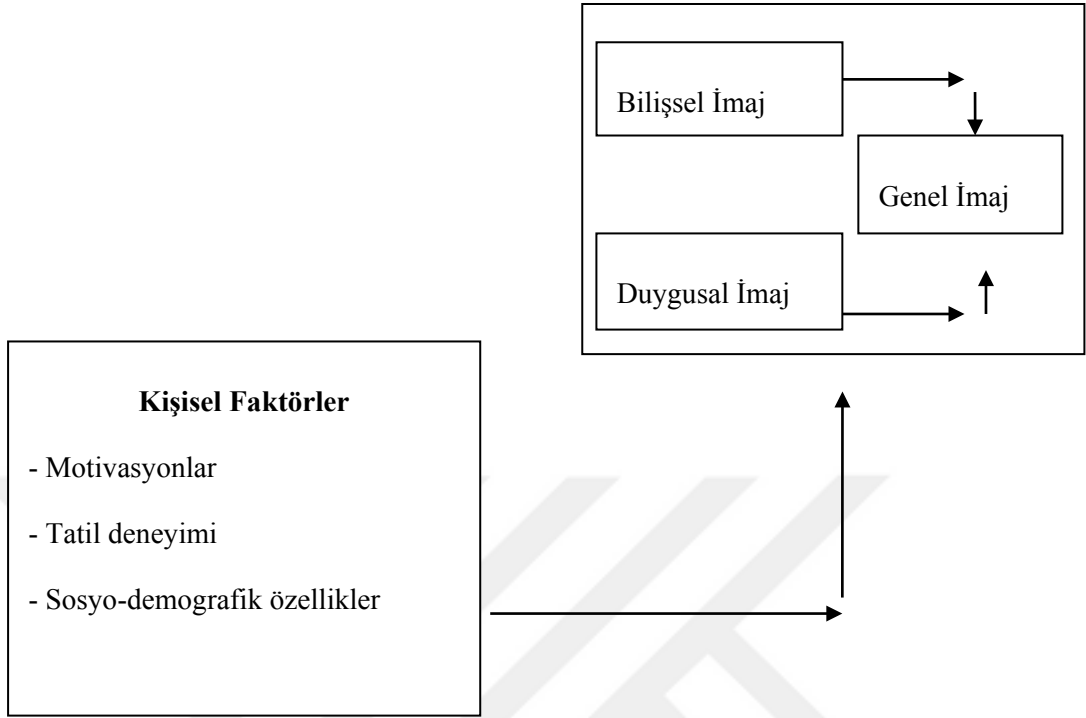 Bilişsel İmaj
Genel İmaj
Duygusal İmaj
Kişisel Faktörler
- Motivasyonlar
- Tatil deneyimi
- Sosyo-demografik özellikler